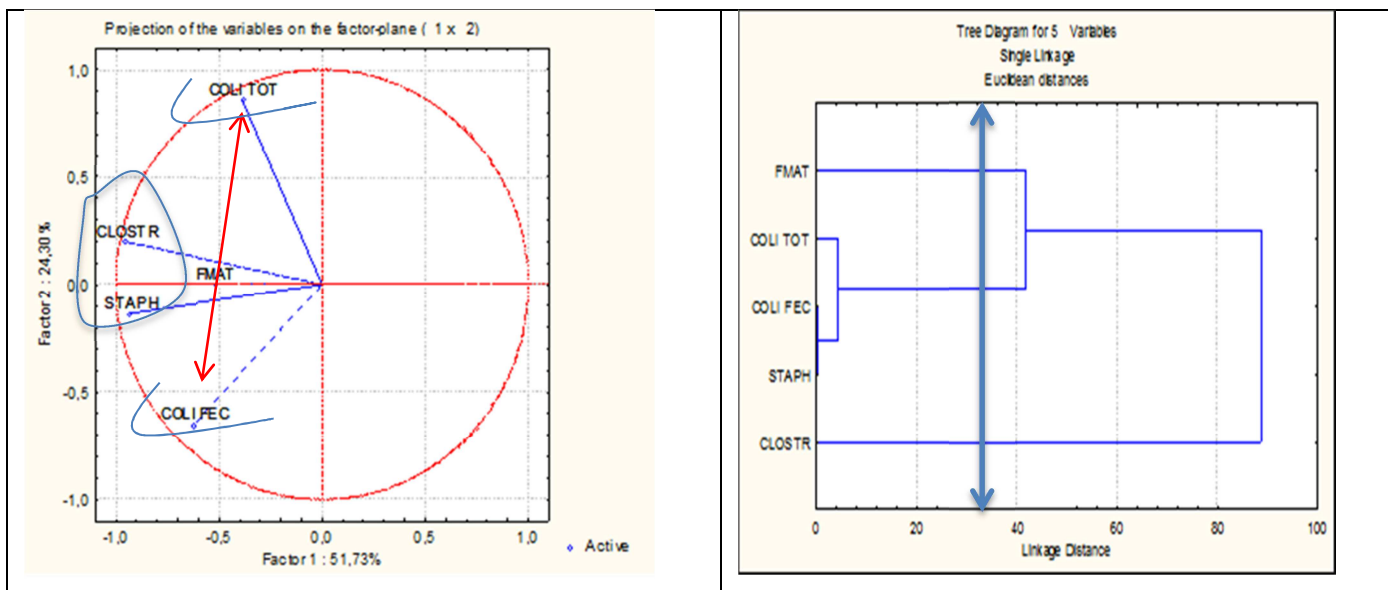 Projection of the variables on the factor-plane ( 1 x 2)
1,0
0,5
0,0
-0,5
-1,0
COLI TOT
CLOSTR
FMAT
STAPH
COLI FEC
-1,0 -0,5 0,0 0,5 1,0
Factor 1 : 51,73%
Factor 2 : 24,30%
Active
Tree Diagram for 5 Variables
Single Linkage
Euclidean distances
FMAT
COLI TOT
COLI FEC
STAPH
CLOSTR
0 20 40 60 80 100
Linkage Distance